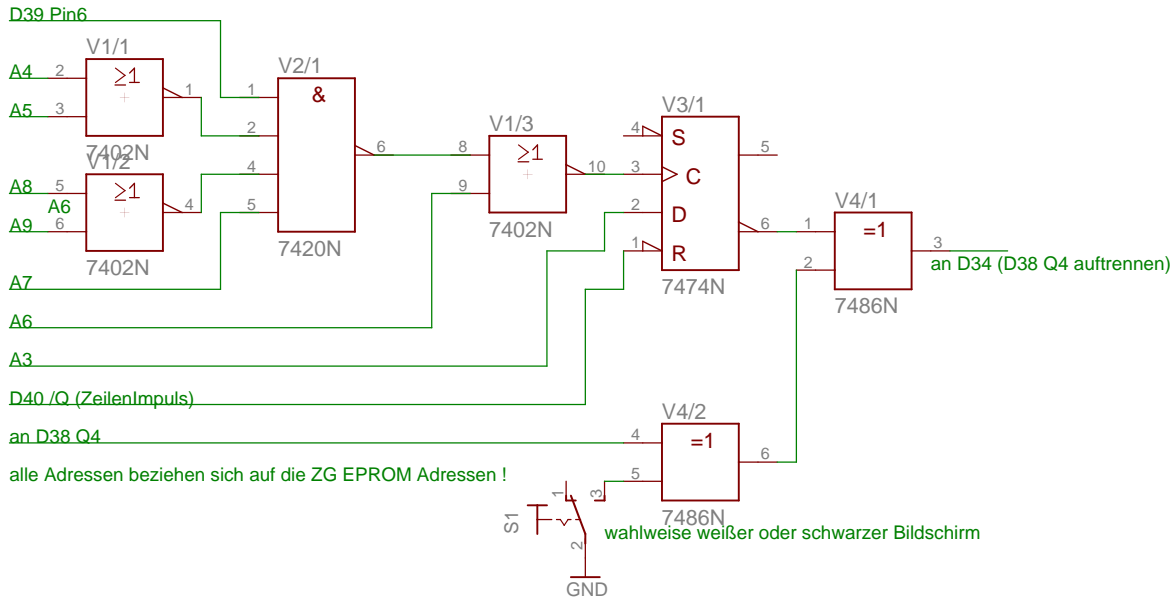 D39 Pin6
V1/1
A4 2 ≥1 1
A5 3
7402N
V2/1
1 & 6
2
4
5
7420N
V1/2
A8 5 ≥1 4
A6
A9 6
7402N
V1/3
8 ≥1 10
9
7402N
V3/1
4 S 5
3 C
2 D 6
1 R
7474N
V4/1
1 =1 3
2
7486N
an D34 (D38 Q4 auftrennen)
A7
A6
A3
D40 /Q (ZeilenImpuls)
an D38 Q4
V4/2
4 =1 6
5
7486N
alle Adressen beziehen sich auf die ZG EPROM Adressen !
S1
1 3
2
GND
wahlweise weißer oder schwarzer Bildschirm